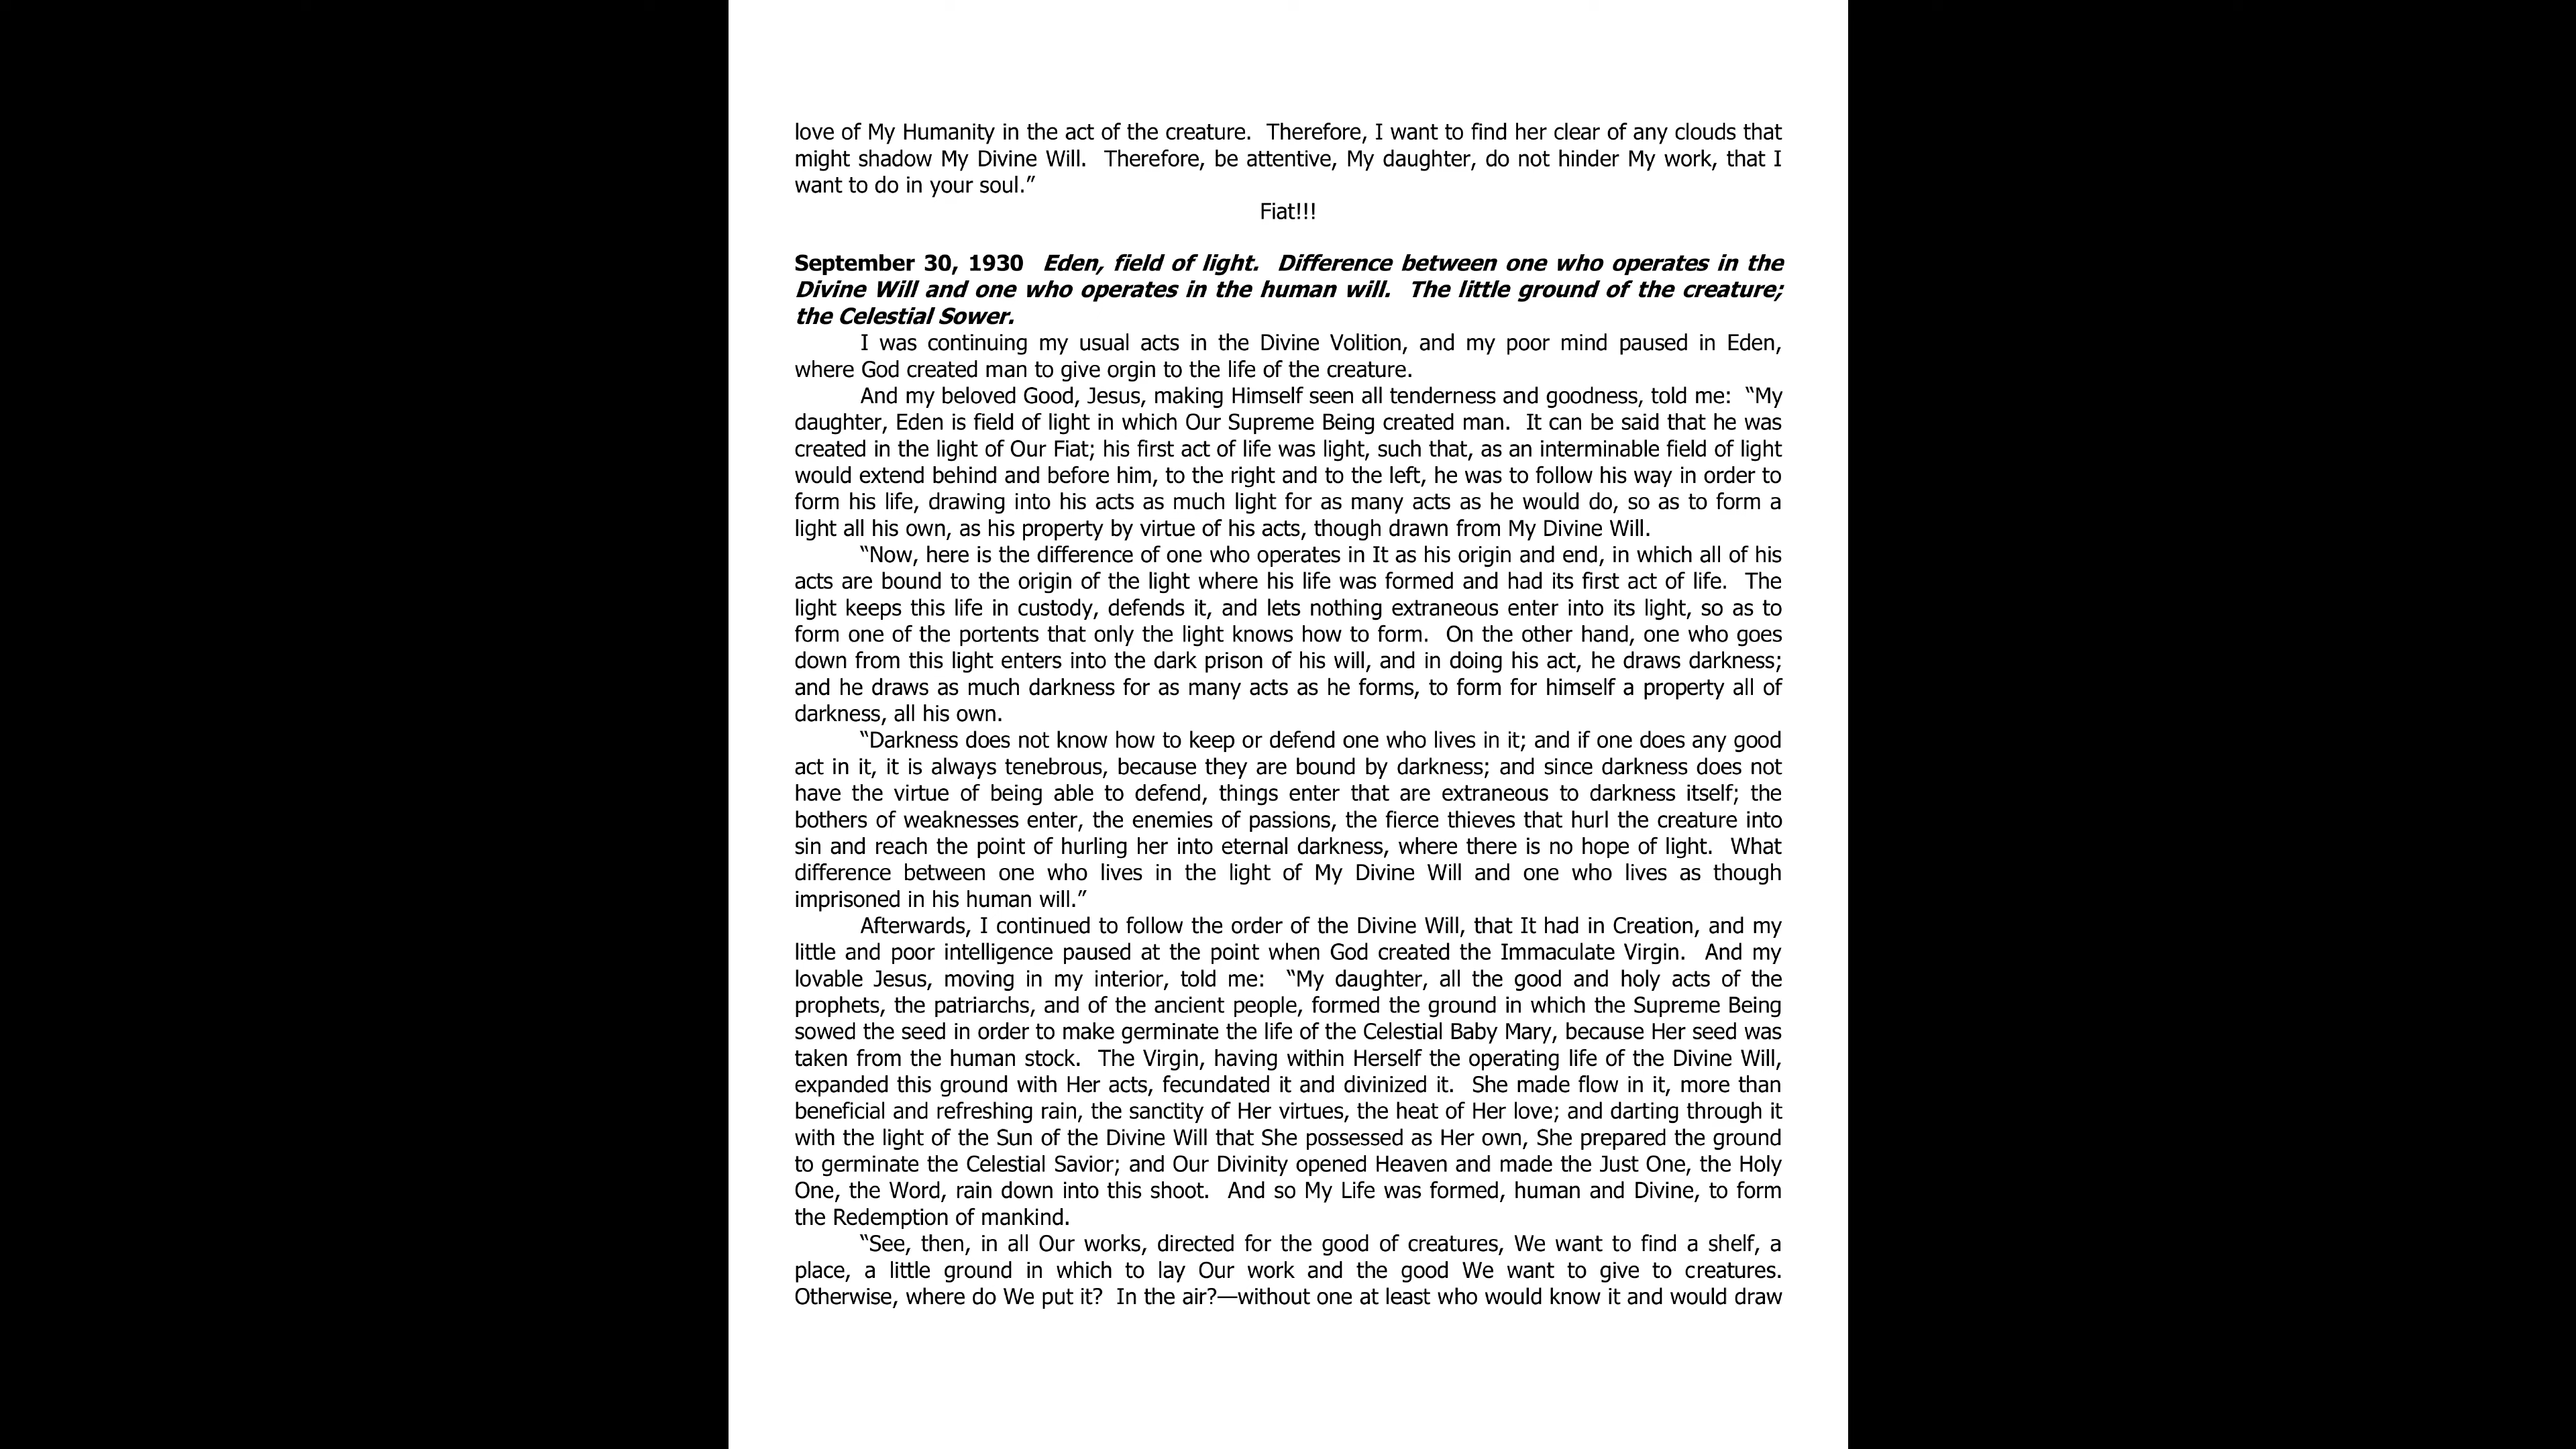 love of My Humanity in the act of the creature.  Therefore, I want to find her clear of any clouds that
might shadow My Divine Will.  Therefore, be attentive, My daughter, do not hinder My work, that I
want to do in your soul.”
Fiat!!!
September 30, 1930  Eden, field of light.  Difference between one who operates in the
Divine Will and one who operates in the human will.  The little ground of the creature;
the Celestial Sower.
I was continuing my usual acts in the Divine Volition, and my poor mind paused in Eden,
where God created man to give orgin to the life of the creature.
And my beloved Good, Jesus, making Himself seen all tenderness and goodness, told me:  “My
daughter, Eden is field of light in which Our Supreme Being created man.  It can be said that he was
created in the light of Our Fiat; his first act of life was light, such that, as an interminable field of light
would extend behind and before him, to the right and to the left, he was to follow his way in order to
form his life, drawing into his acts as much light for as many acts as he would do, so as to form a
light all his own, as his property by virtue of his acts, though drawn from My Divine Will.
“Now, here is the difference of one who operates in It as his origin and end, in which all of his
acts are bound to the origin of the light where his life was formed and had its first act of life.  The
light keeps this life in custody, defends it, and lets nothing extraneous enter into its light, so as to
form one of the portents that only the light knows how to form.  On the other hand, one who goes
down from this light enters into the dark prison of his will, and in doing his act, he draws darkness;
and he draws as much darkness for as many acts as he forms, to form for himself a property all of
darkness, all his own.
“Darkness does not know how to keep or defend one who lives in it; and if one does any good
act in it, it is always tenebrous, because they are bound by darkness; and since darkness does not
have the virtue of being able to defend, things enter that are extraneous to darkness itself; the
bothers of weaknesses enter, the enemies of passions, the fierce thieves that hurl the creature into
sin and reach the point of hurling her into eternal darkness, where there is no hope of light.  What
difference between one who lives in the light of My Divine Will and one who lives as though
imprisoned in his human will.”
Afterwards, I continued to follow the order of the Divine Will, that It had in Creation, and my
little and poor intelligence paused at the point when God created the Immaculate Virgin.  And my
lovable Jesus, moving in my interior, told me:  “My daughter, all the good and holy acts of the
prophets, the patriarchs, and of the ancient people, formed the ground in which the Supreme Being
sowed the seed in order to make germinate the life of the Celestial Baby Mary, because Her seed was
taken from the human stock.  The Virgin, having within Herself the operating life of the Divine Will,
expanded this ground with Her acts, fecundated it and divinized it.  She made flow in it, more than
beneficial and refreshing rain, the sanctity of Her virtues, the heat of Her love; and darting through it
with the light of the Sun of the Divine Will that She possessed as Her own, She prepared the ground
to germinate the Celestial Savior; and Our Divinity opened Heaven and made the Just One, the Holy
One, the Word, rain down into this shoot.  And so My Life was formed, human and Divine, to form
the Redemption of mankind.
“See, then, in all Our works, directed for the good of creatures, We want to find a shelf, a
place, a little ground in which to lay Our work and the good We want to give to creatures.
Otherwise, where do We put it?  In the air?—without one at least who would know it and would draw